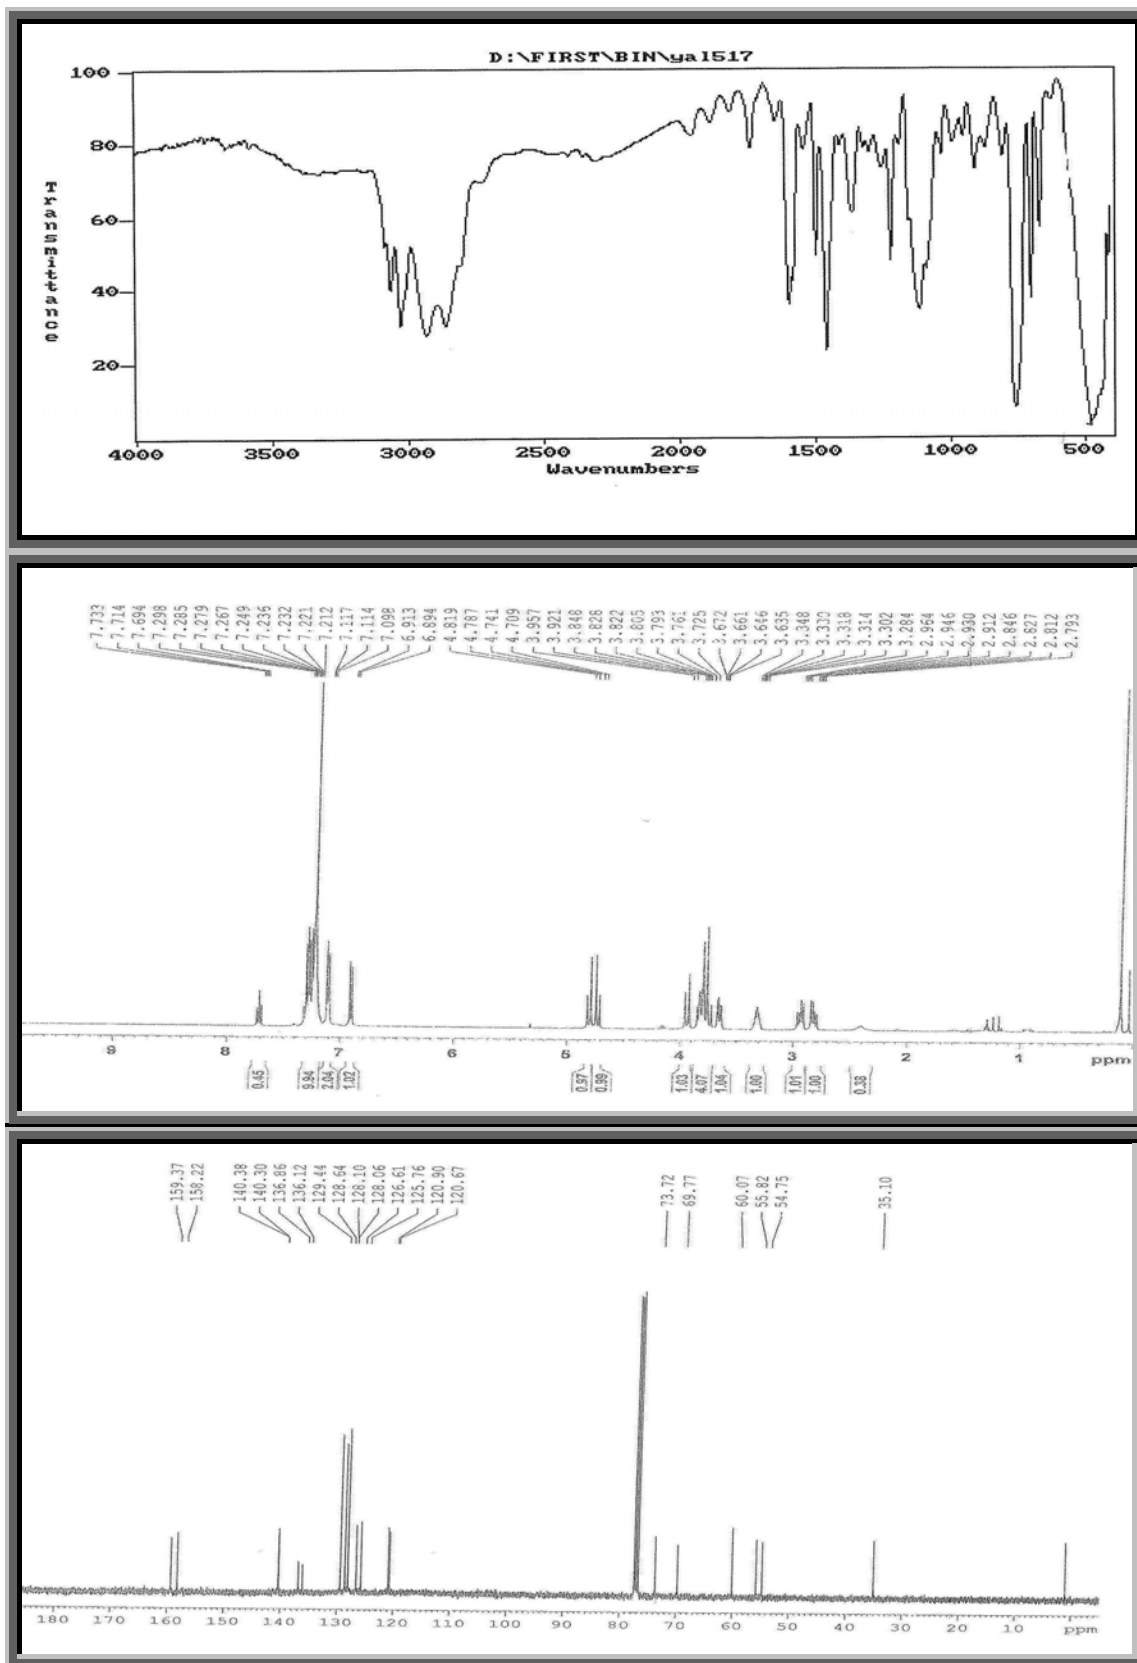 D:\FIRST\BIN\yal517
100
80
60
40
20
Transmittance
4000 3500 3000 2500 2000 1500 1000 500
Wavenumbers
7.733 7.714 7.694 7.298 7.285 7.279 7.267 7.249 7.236 7.232 7.221 7.212 7.117 7.114 7.098 6.913 6.894 4.819 4.787 4.741 4.709 3.957 3.921 3.848 3.826 3.822 3.805 3.793 3.761 3.725 3.672 3.661 3.646 3.635 3.348 3.330 3.318 3.314 3.302 3.284 2.964 2.946 2.930 2.912 2.846 2.827 2.812 2.793
9 8 7 6 5 4 3 2 1 ppm
0.45 9.94 2.04 1.02 0.97 0.99 1.03 4.07 1.04 1.00 1.01 1.00 0.38
159.37 158.22 140.38 140.30 136.86 136.12 129.44 128.64 128.10 128.06 126.61 125.76 120.90 120.67 73.72 69.77 60.07 55.82 54.75 35.10
180 170 160 150 140 130 120 110 100 90 80 70 60 50 40 30 20 10 ppm